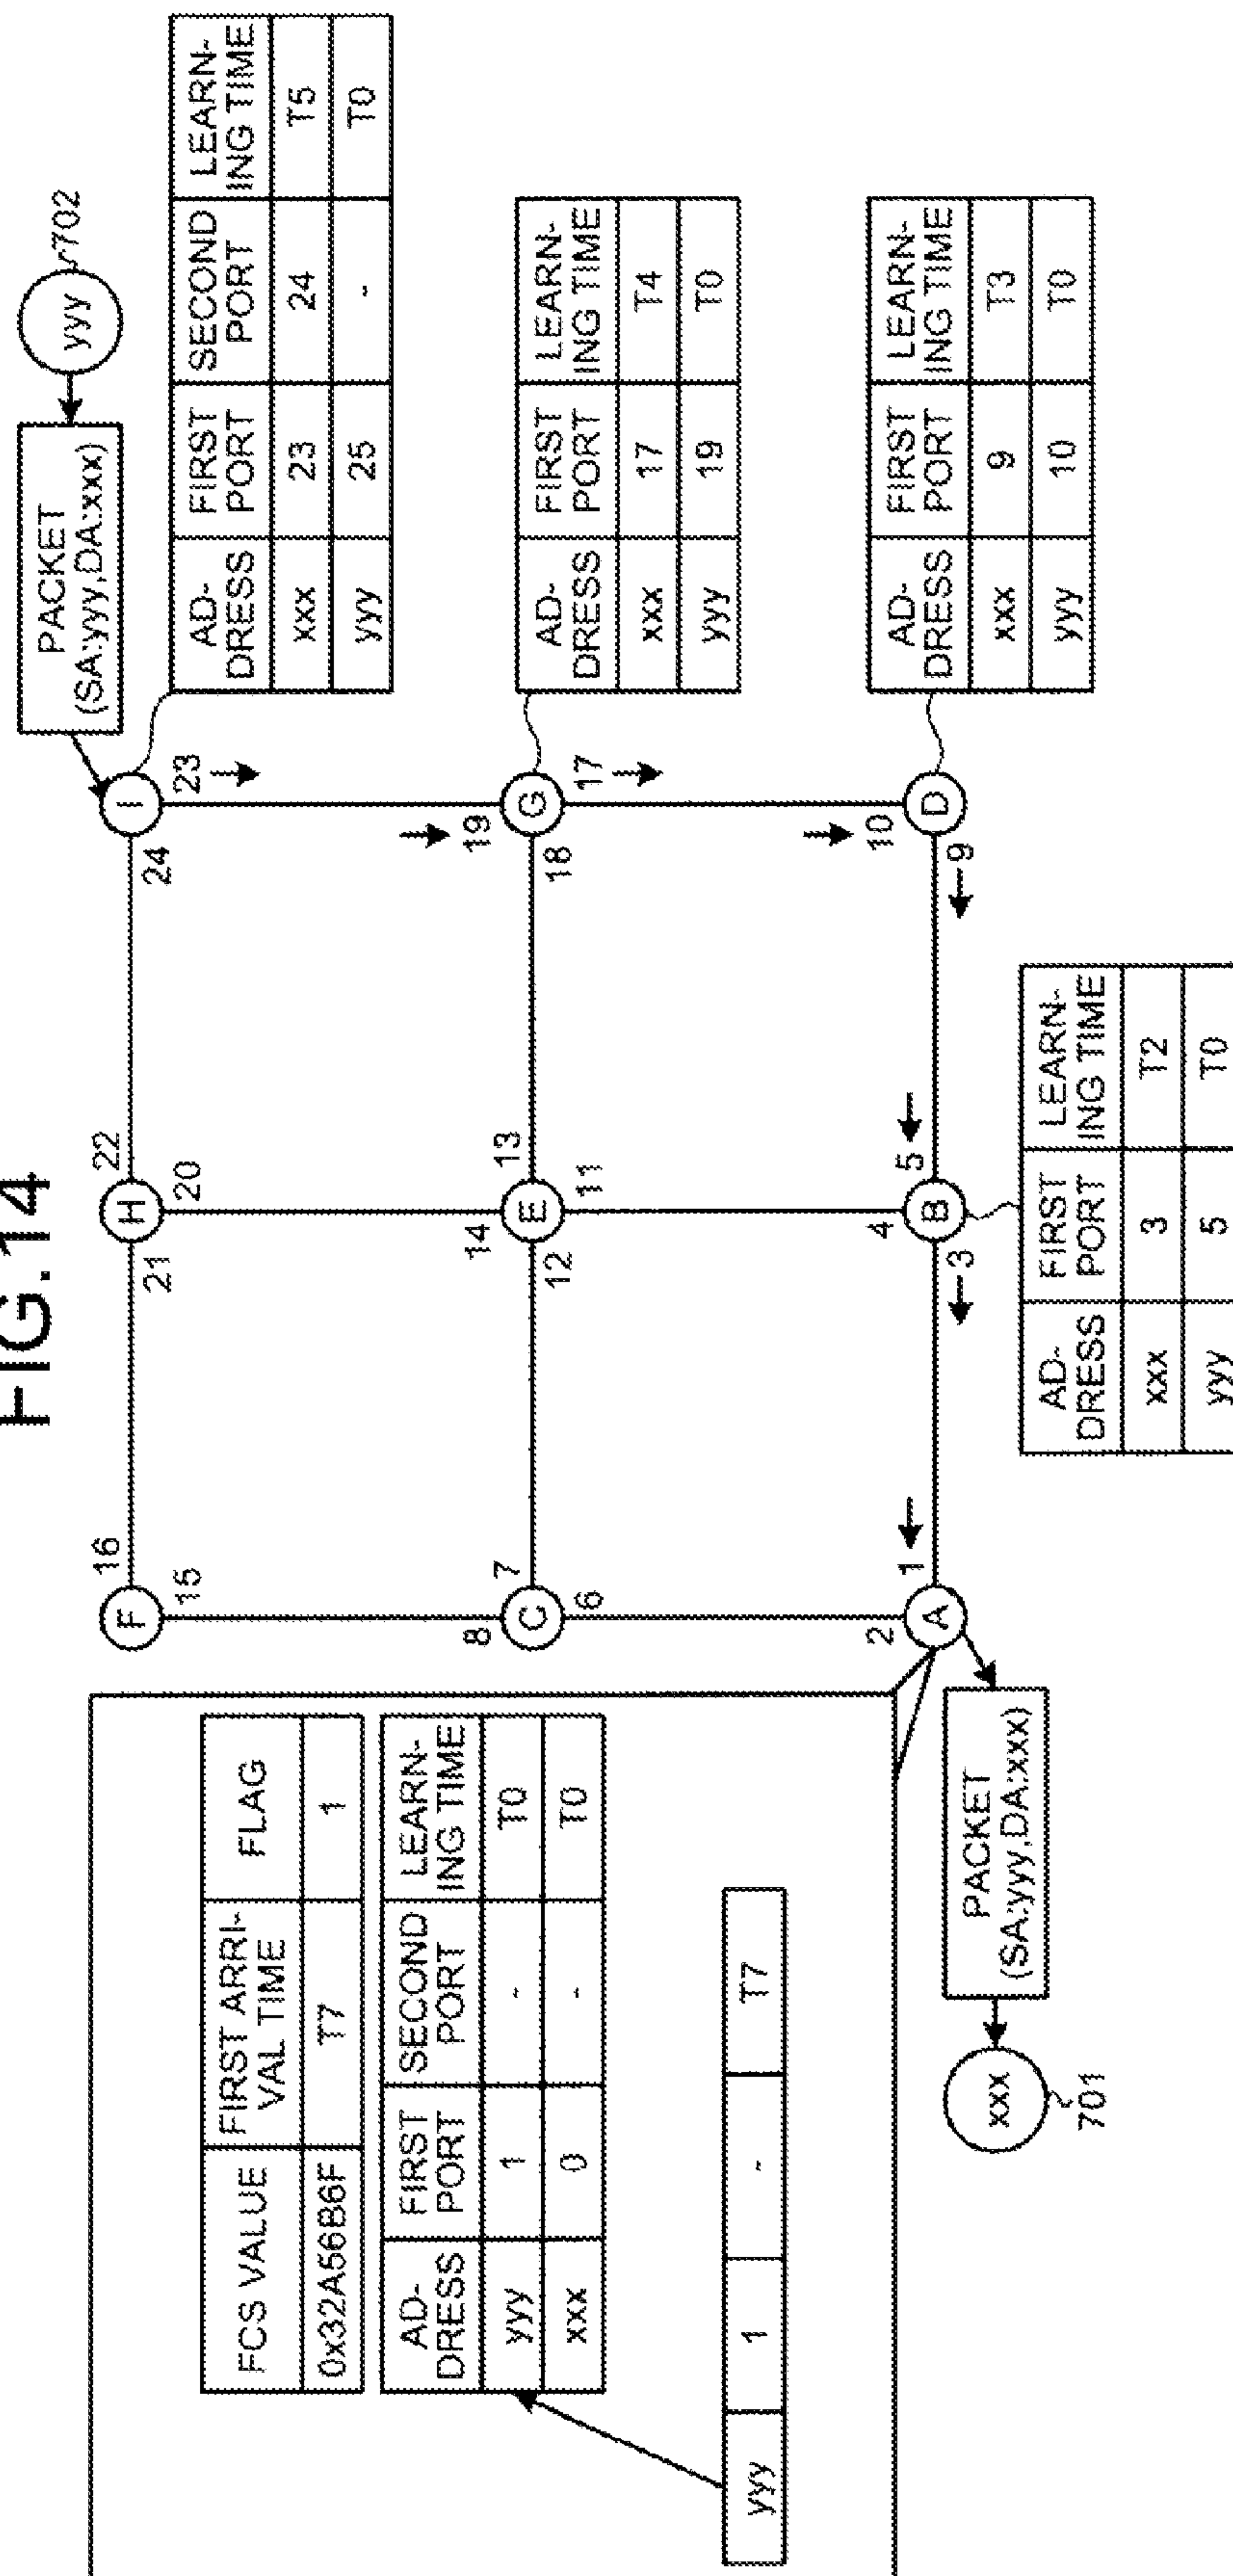 FIG.14
FCS VALUE FIRST ARRI-VAL TIME FLAG
0x32A56B6F T7 1
AD-DRESS FIRST PORT SECOND PORT LEARN-ING TIME
yyy 1 - T0
xxx 0 - T0
yyy 1 - T7
xxx
701
PACKET
(SA:yyy,DA:xxx)
F
16
15
H
21
22
20
I
24
23
C
8
7
6
E
14
13
12
11
G
19
18
17
A
2
1
B
4
5
3
D
10
9
PACKET
(SA:yyy,DA:xxx)
yyy
702
AD-DRESS FIRST PORT SECOND PORT LEARN-ING TIME
xxx 23 24 T5
yyy 25 - T0
AD-DRESS FIRST PORT LEARN-ING TIME
xxx 17 T4
yyy 19 T0
AD-DRESS FIRST PORT LEARN-ING TIME
xxx 9 T3
yyy 10 T0
AD-DRESS FIRST PORT LEARN-ING TIME
xxx 3 T2
yyy 5 T0